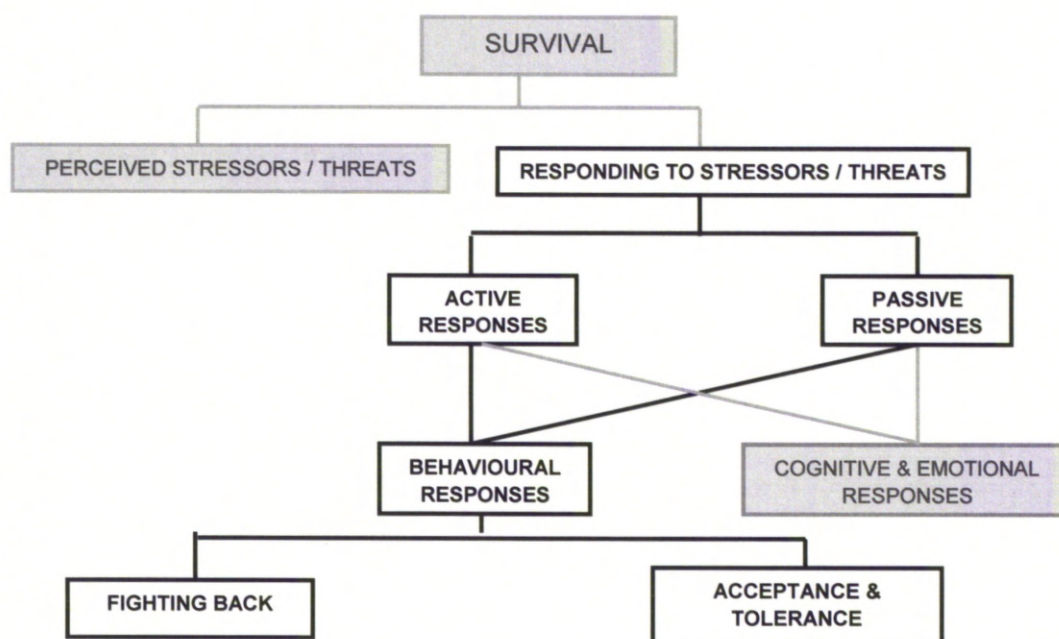 SURVIVAL
PERCEIVED STRESSORS / THREATS
RESPONDING TO STRESSORS / THREATS
ACTIVE
RESPONSES
PASSIVE
RESPONSES
BEHAVIOURAL
RESPONSES
COGNITIVE & EMOTIONAL
RESPONSES
FIGHTING BACK
ACCEPTANCE &
TOLERANCE